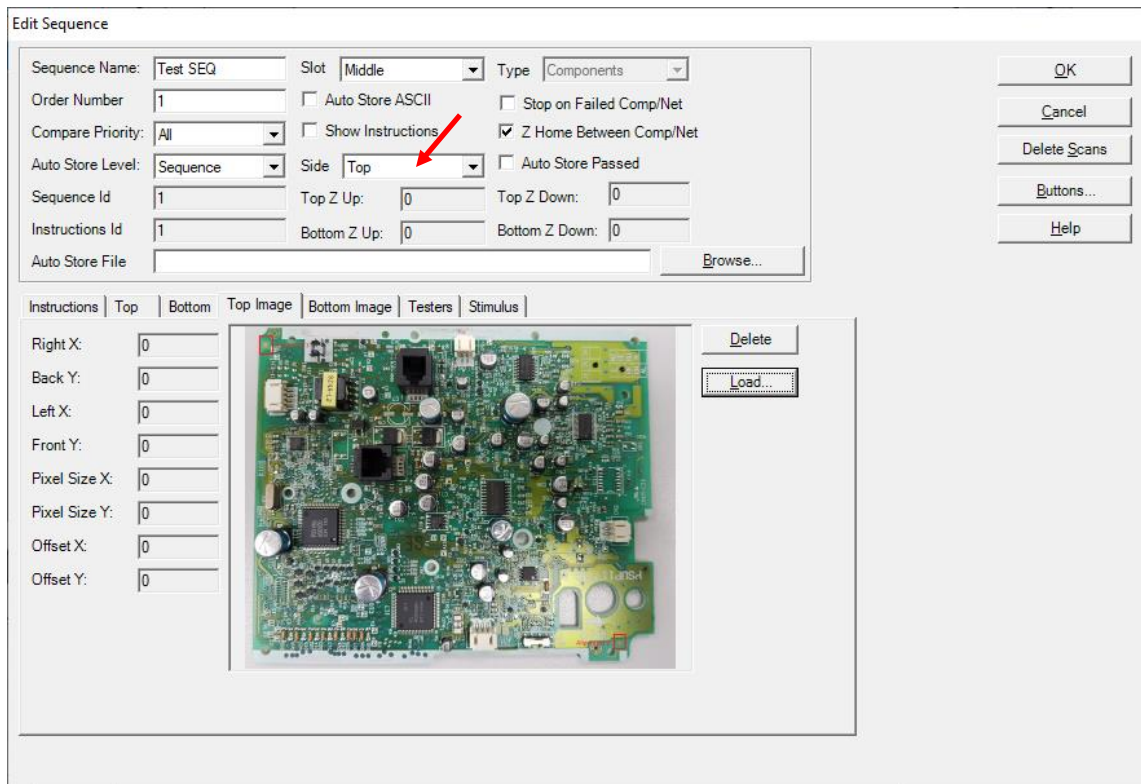 Edit Sequence
Sequence Name: Test SEQ Slot Middle Type Components OK
Order Number 1 Auto Store ASCII Stop on Failed Comp/Net Cancel
Compare Priority: All Show Instructions Z Home Between Comp/Net Delete Scans
Auto Store Level: Sequence Side Top Auto Store Passed
Sequence Id 1 Top Z Up: 0 Top Z Down: 0 Buttons...
Instructions Id 1 Bottom Z Up: 0 Bottom Z Down: 0 Help
Auto Store File Browse...
Instructions Top Bottom Top Image Bottom Image Testers Stimulus
Right X: 0 Delete
Back Y: 0 Load...
Left X: 0
Front Y: 0
Pixel Size X: 0
Pixel Size Y: 0
Offset X: 0
Offset Y: 0